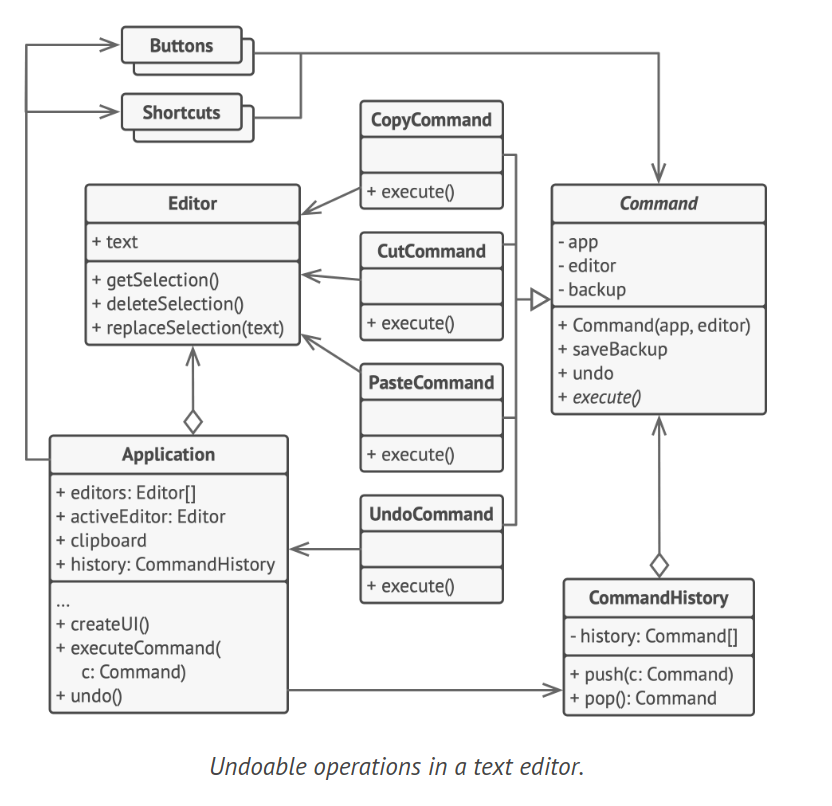 Buttons
Shortcuts
CopyCommand
+ execute()
Editor
+ text
+ getSelection()
+ deleteSelection()
+ replaceSelection(text)
CutCommand
+ execute()
Command
- app
- editor
- backup
+ Command(app, editor)
+ saveBackup
+ undo
+ execute()
PasteCommand
+ execute()
Application
+ editors: Editor[]
+ activeEditor: Editor
+ clipboard
+ history: CommandHistory
...
+ createUI()
+ executeCommand(
c: Command)
+ undo()
UndoCommand
+ execute()
CommandHistory
- history: Command[]
+ push(c: Command)
+ pop(): Command
Undoable operations in a text editor.